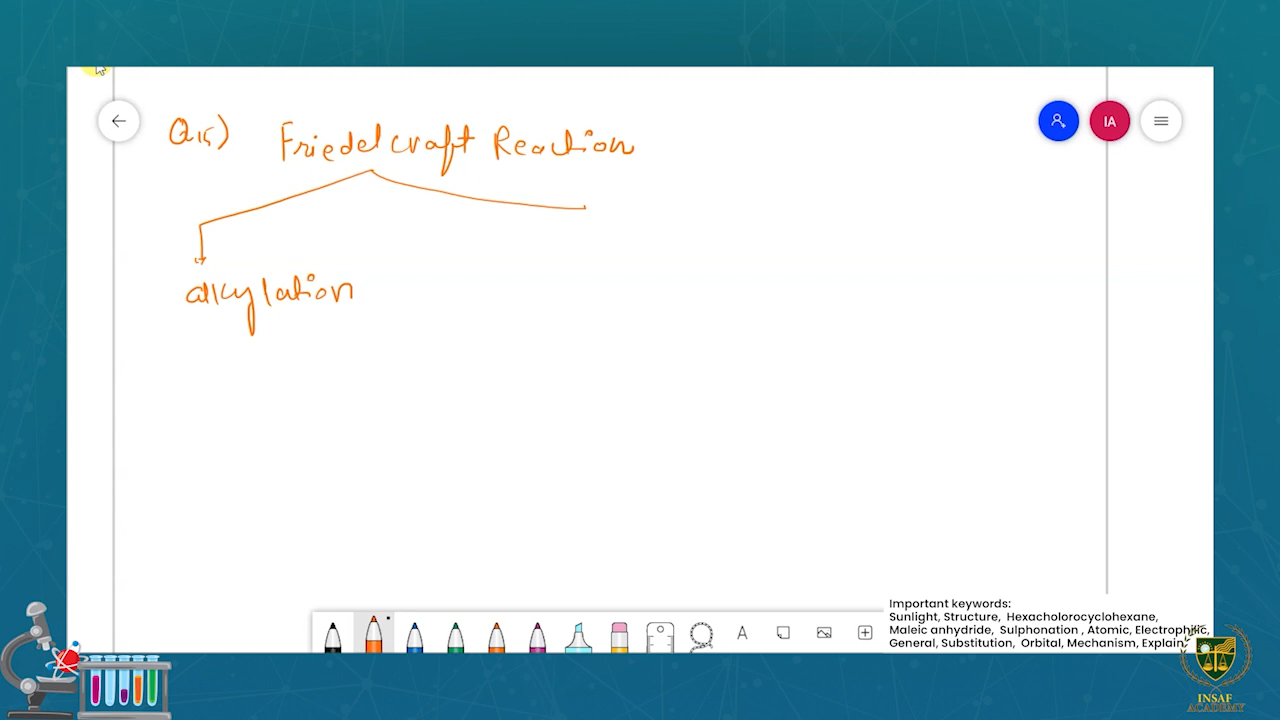 Q15) Friedelcraft Reaction
alkylation
IA
A
Important keywords:
Sunlight, Structure, Hexacholorocyclohexane,
Maleic anhydride, Sulphonation , Atomic, Electrophilic,
General, Substitution, Orbital, Mechanism, Explain
INSAF
ACADEMY